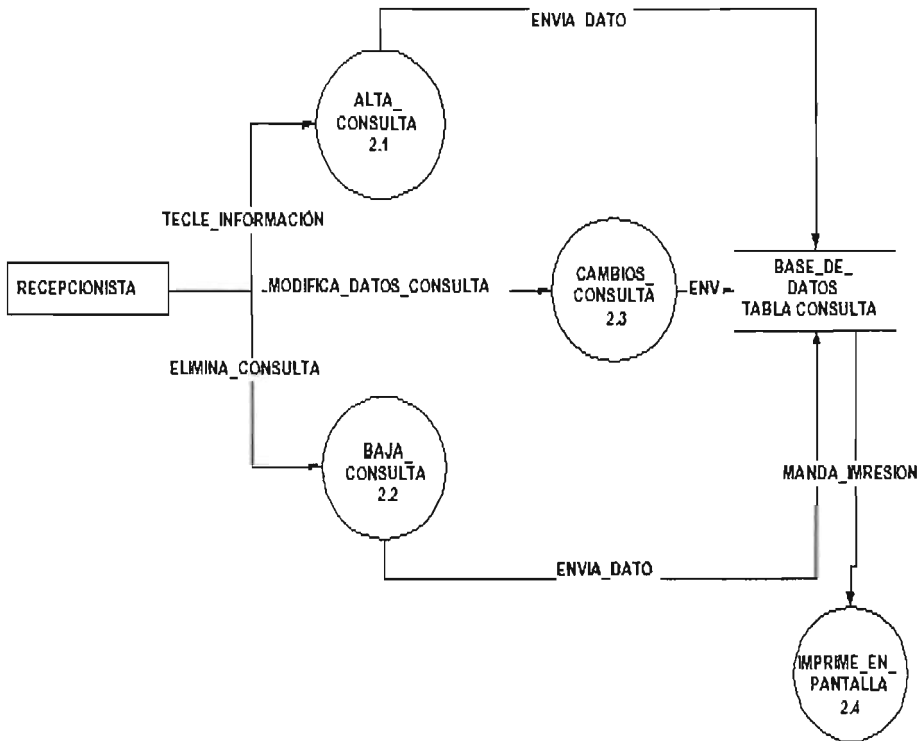 ENVIA_DATO
ALTA_
CONSULTA
2.1
TECLE_INFORMACIÓN
RECEPCIONISTA
MODIFICA_DATOS_CONSULTA
CAMBIOS_
CONSULTA
2.3
ENV
BASE_DE_
DATOS
TABLA CONSULTA
ELIMINA_CONSULTA
BAJA_
CONSULTA
2.2
MANDA_IMRESION
ENVIA_DATO
IMPRIME_EN_
PANTALLA
2.4